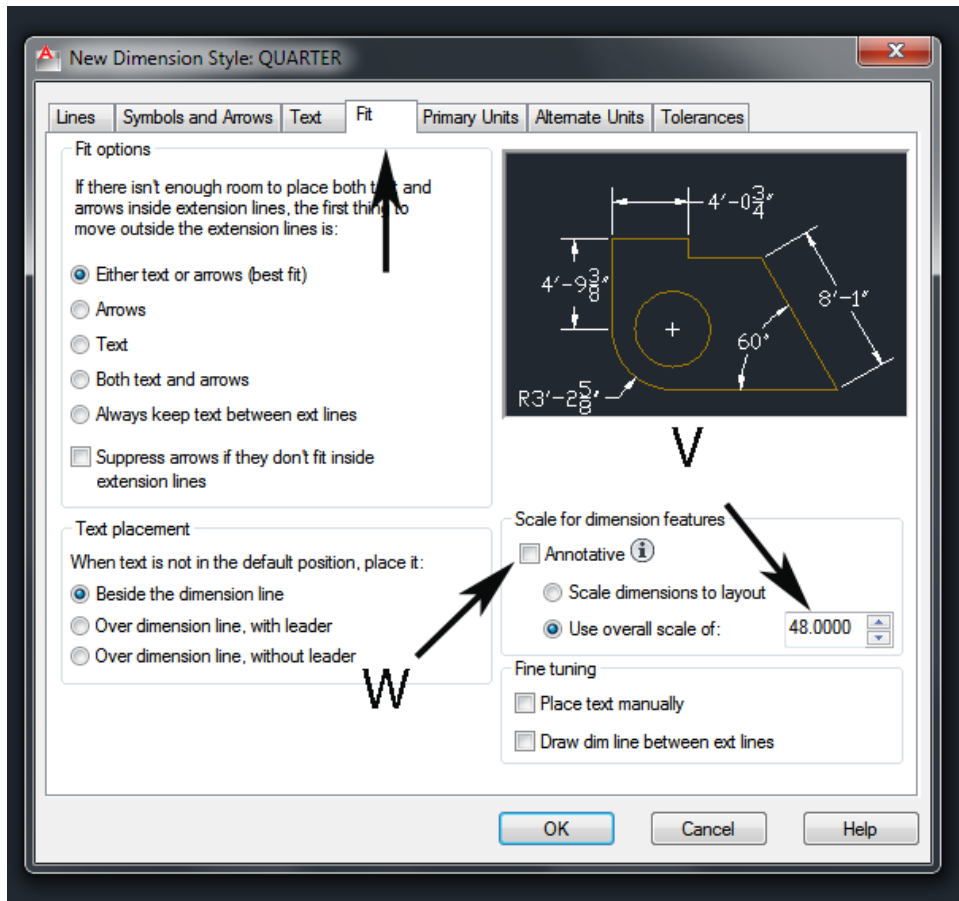 New Dimension Style: QUARTER
Lines Symbols and Arrows Text Fit Primary Units Alternate Units Tolerances
Fit options
If there isn't enough room to place both text and
arrows inside extension lines, the first thing to
move outside the extension lines is:
Either text or arrows (best fit)
Arrows
Text
Both text and arrows
Always keep text between ext lines
Suppress arrows if they don't fit inside
extension lines
Text placement
When text is not in the default position, place it:
Beside the dimension line
Over dimension line, with leader
Over dimension line, without leader
W
4'-0 3/4"
4'-9 3/8"
8'-1"
60°
R3'-2 5/8"
V
Scale for dimension features
Annotative
Scale dimensions to layout
Use overall scale of: 48.0000
Fine tuning
Place text manually
Draw dim line between ext lines
OK Cancel Help